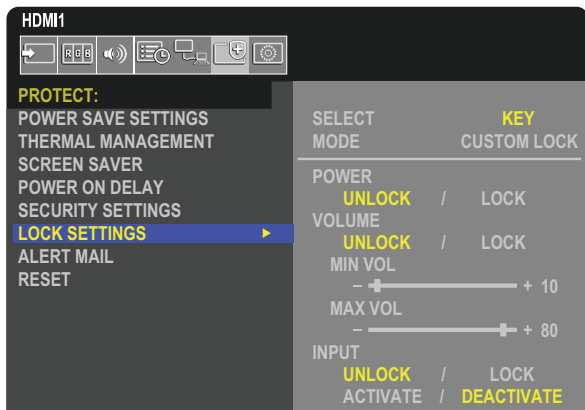 HDMI1
R G B
PROTECT:
POWER SAVE SETTINGS
THERMAL MANAGEMENT
SCREEN SAVER
POWER ON DELAY
SECURITY SETTINGS
LOCK SETTINGS
ALERT MAIL
RESET
SELECT KEY
MODE CUSTOM LOCK
POWER
UNLOCK / LOCK
VOLUME
UNLOCK / LOCK
MIN VOL
– + 10
MAX VOL
– + 80
INPUT
UNLOCK / LOCK
ACTIVATE / DEACTIVATE